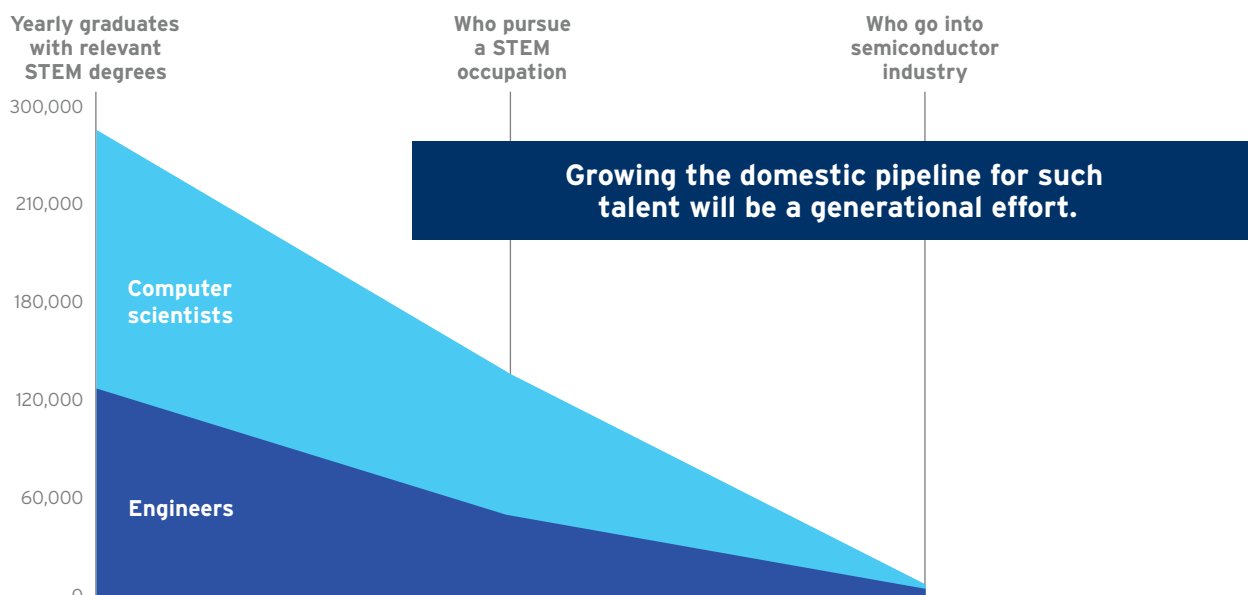 Yearly graduates
with relevant
STEM degrees
Who pursue
a STEM
occupation
Who go into
semiconductor
industry
300,000
Growing the domestic pipeline for such
talent will be a generational effort.
210,000
180,000
Computer
scientists
120,000
60,000
Engineers
0